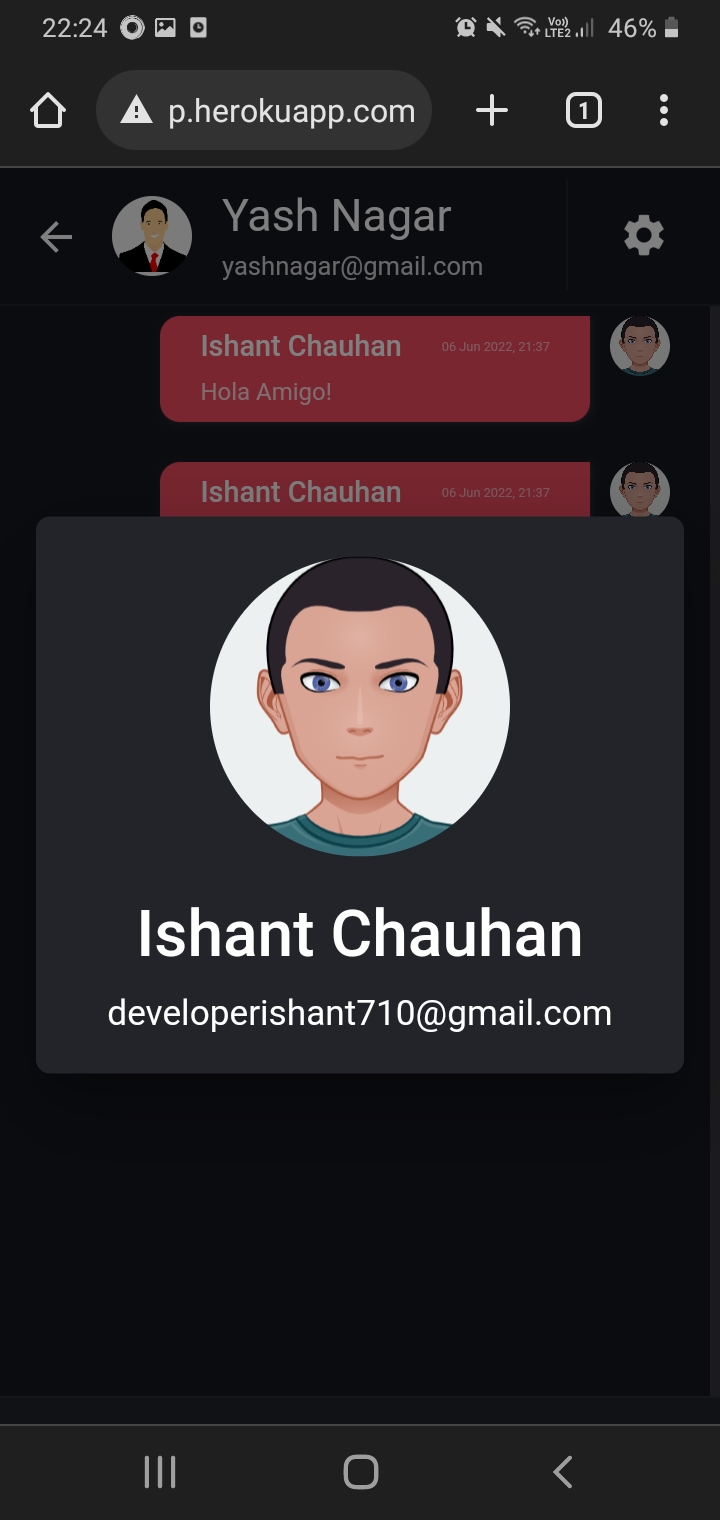 22:24 Vo)) LTE2 46%
p.herokuapp.com 1
Yash Nagar
yashnagar@gmail.com
Ishant Chauhan 06 Jun 2022, 21:37
Hola Amigo!
Ishant Chauhan 06 Jun 2022, 21:37
Ishant Chauhan
developerishant710@gmail.com